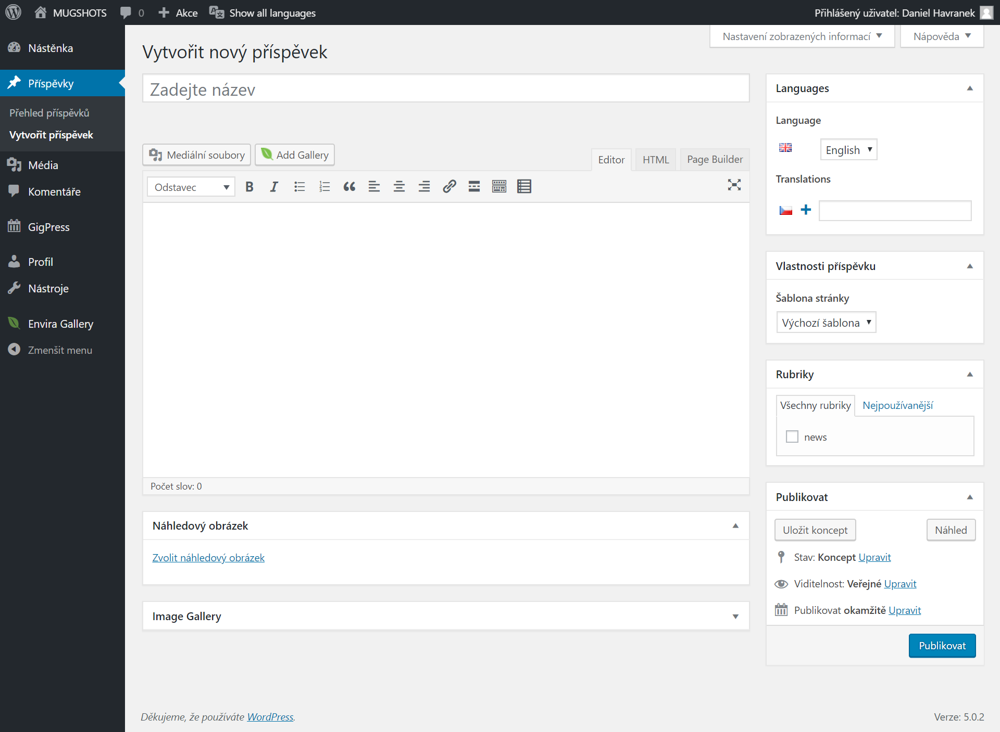 MUGSHOTS 0 Akce Show all languages Přihlášený uživatel: Daniel Havranek
Nastavení zobrazených informací Nápověda
Nástěnka
Příspěvky
Přehled příspěvků
Vytvořit příspěvek
Média
Komentáře
GigPress
Profil
Nástroje
Envira Gallery
Zmenšit menu
Vytvořit nový příspěvek
Zadejte název
Mediální soubory Add Gallery
Editor HTML Page Builder
Odstavec
Počet slov: 0
Náhledový obrázek
Zvolit náhledový obrázek
Image Gallery
Languages
Language
English
Translations
Vlastnosti příspěvku
Šablona stránky
Výchozí šablona
Rubriky
Všechny rubriky Nejpoužívanější
news
Publikovat
Uložit koncept Náhled
Stav: Koncept Upravit
Viditelnost: Veřejné Upravit
Publikovat okamžitě Upravit
Publikovat
Děkujeme, že používáte WordPress.
Verze: 5.0.2